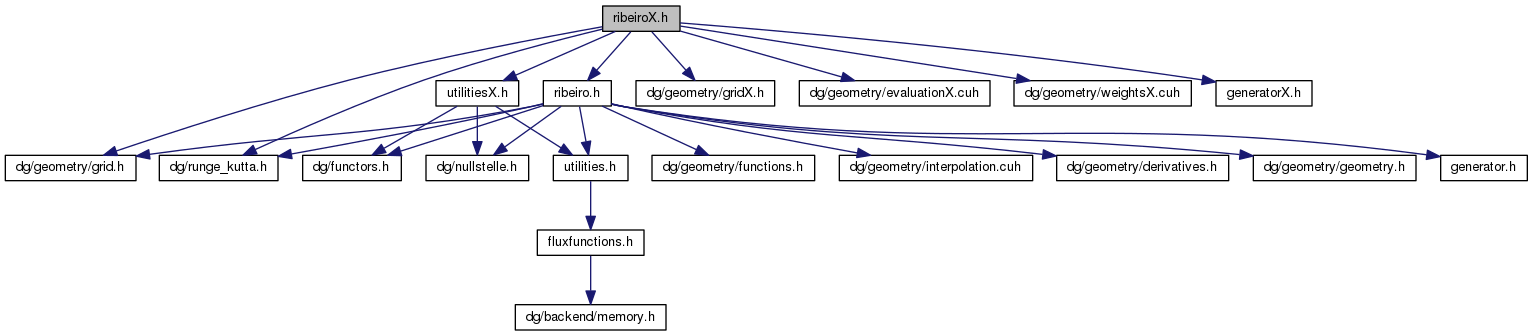 ribeiroX.h
utilitiesX.h
ribeiro.h
dg/geometry/gridX.h
dg/geometry/evaluationX.cuh
dg/geometry/weightsX.cuh
generatorX.h
dg/geometry/grid.h
dg/runge_kutta.h
dg/functors.h
dg/nullstelle.h
utilities.h
dg/geometry/functions.h
dg/geometry/interpolation.cuh
dg/geometry/derivatives.h
dg/geometry/geometry.h
generator.h
fluxfunctions.h
dg/backend/memory.h